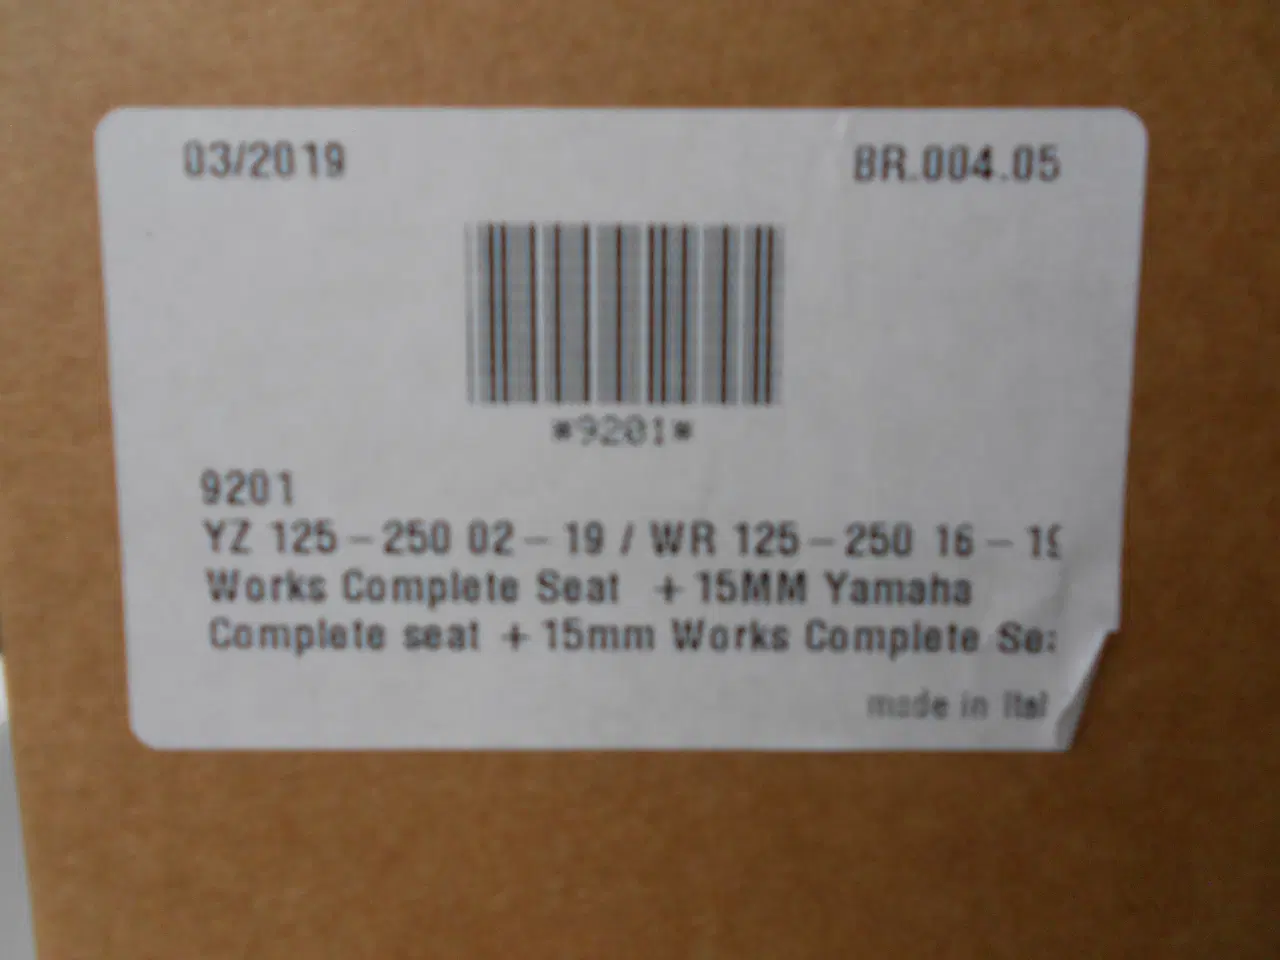 03/2019 BR.004.05
*9201*
9201
YZ 125-250 02- 19 / WR 125-250 16 - 19
Works Complete Seat + 15MM Yamaha
Complete seat + 15mm Works Complete Se
made in Ital